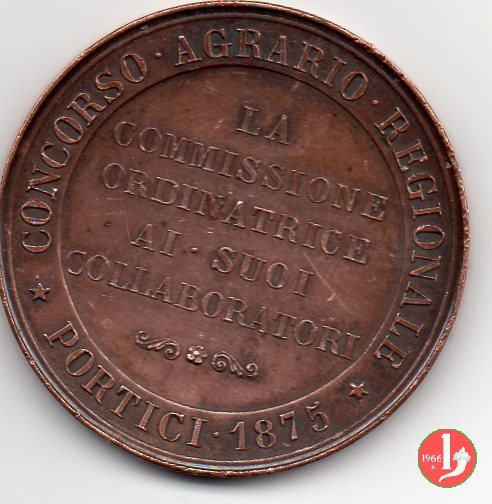 CONCORSO · AGRARIO · REGIONALE
PORTICI · 1875
LA
COMMISSIONE
ORDINATRICE
AI · SUOI
COLLABORATORI
1966